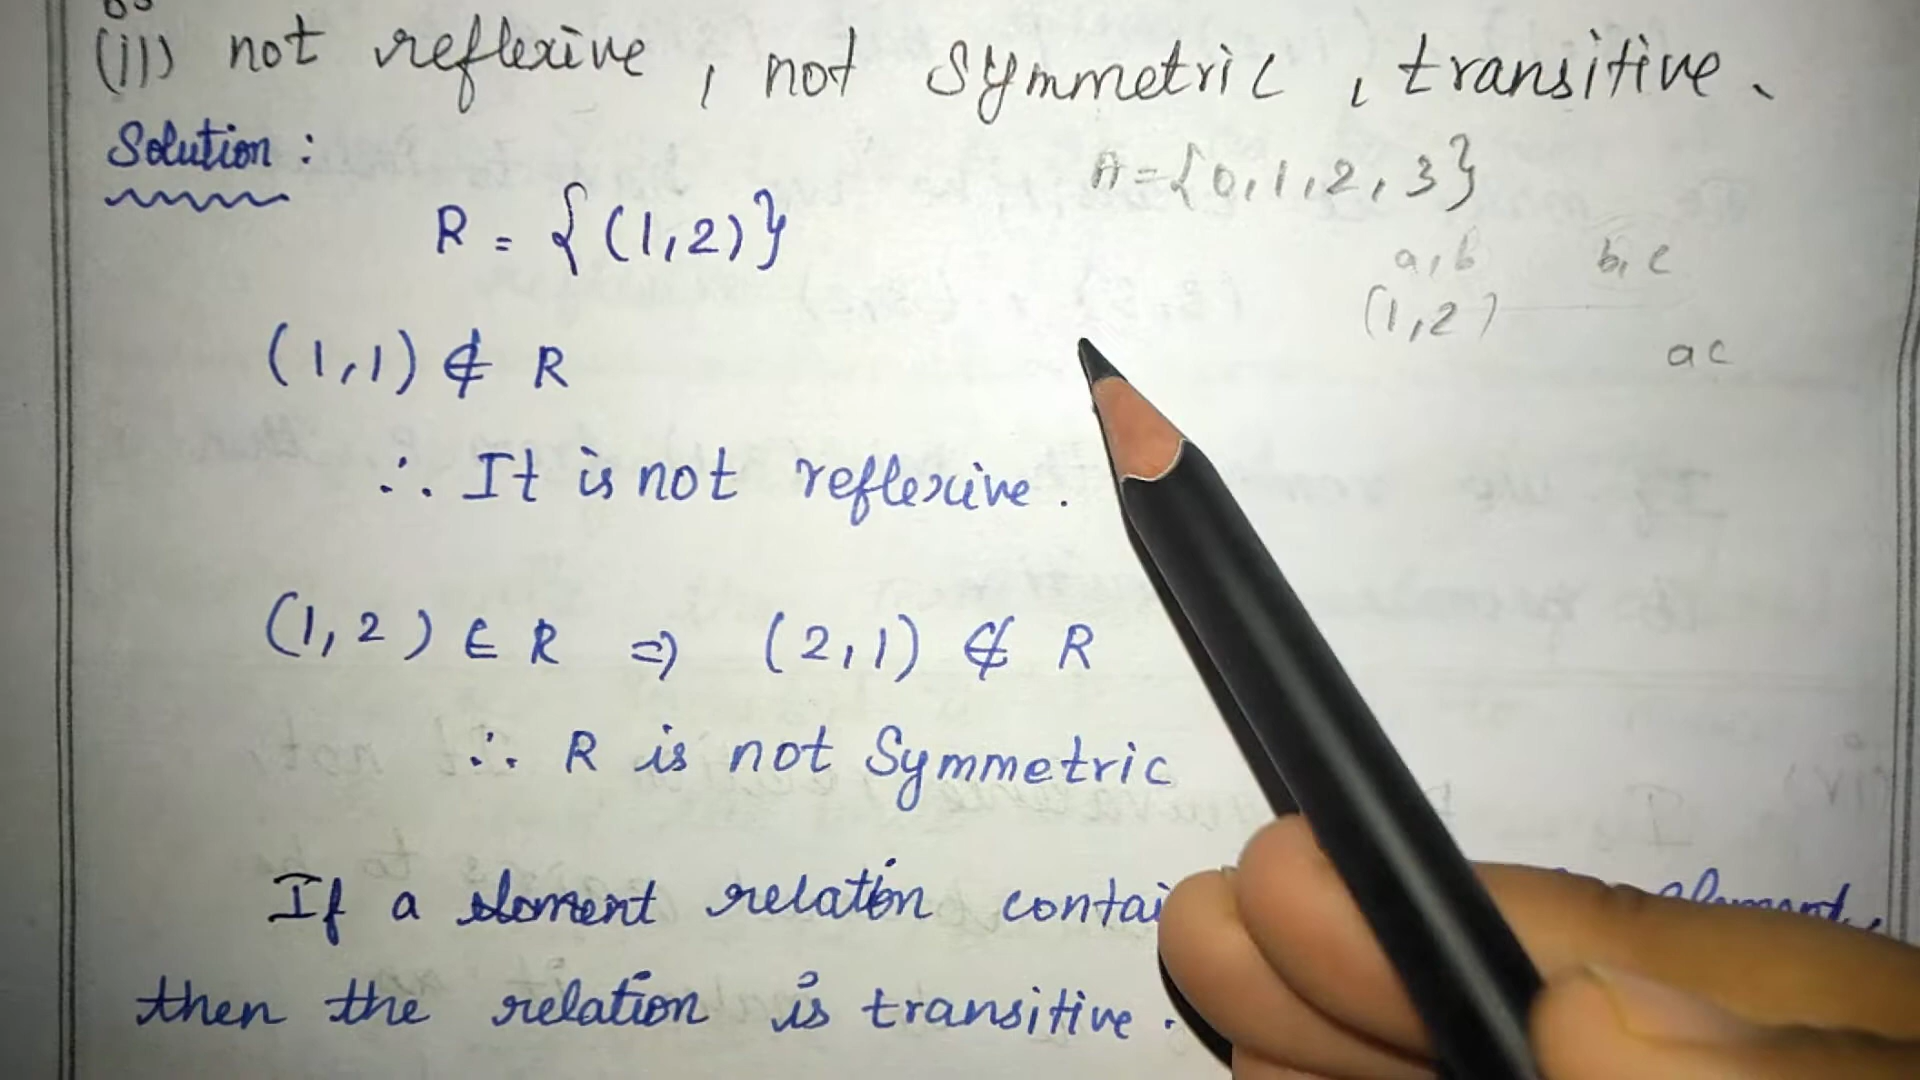 (ii) not reflexive, not Symmetric, transitive.
Solution:
A={0,1,2,3}
R = {(1,2)}
a,b b,c
(1,2)
ac
(1,1) ∉ R
∴ It is not reflexive.
(1,2) ∈ R ⇒ (2,1) ∉ R
∴ R is not Symmetric
If a relation contai element,
then the relation is transitive.